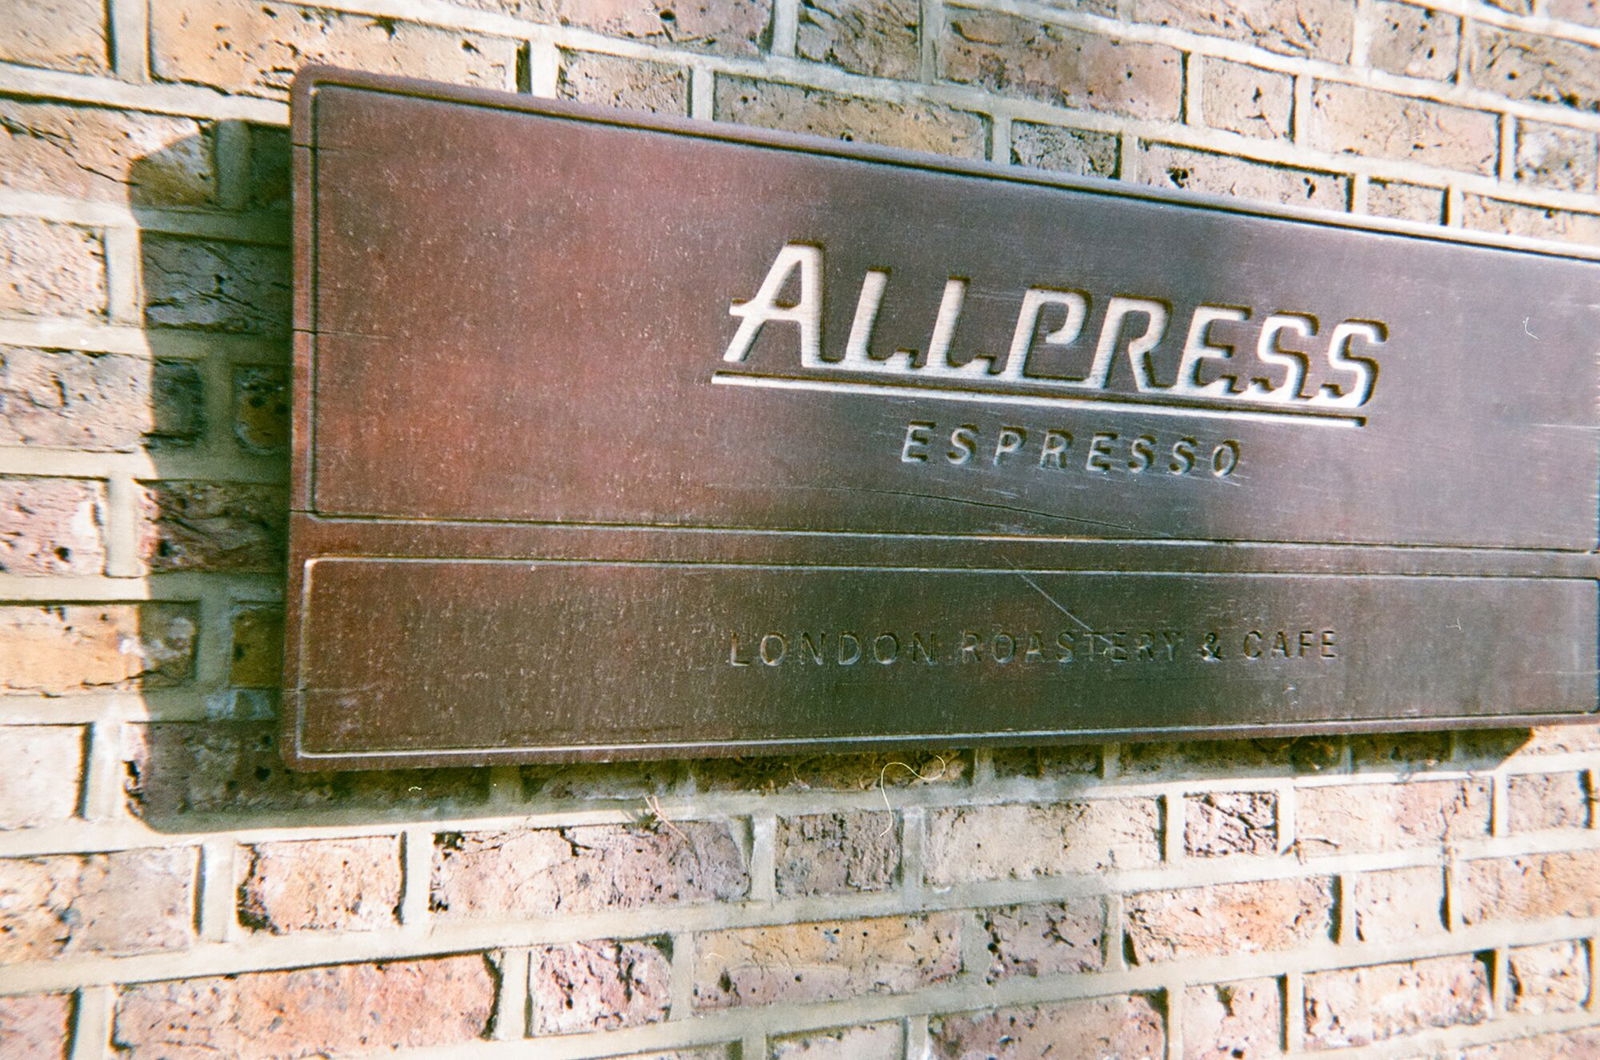 ALLPRESS
ESPRESSO
LONDON ROASTERY & CAFE